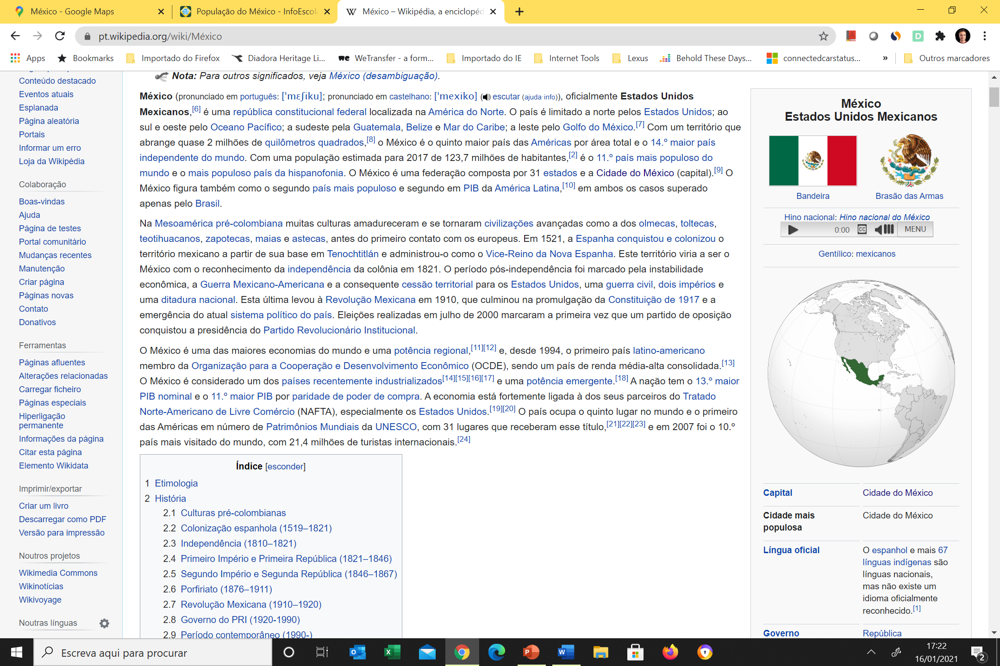 México - Google Maps
População do México - InfoEscola
México – Wikipédia, a enciclopéd
pt.wikipedia.org/wiki/México
Apps
Bookmarks
Importado do Firefox
Diadora Heritage Li...
WeTransfer - a form...
Importado do IE
Internet Tools
Lexus
Behold These Days...
connectedcarstatus...
»
Outros marcadores
Conteúdo destacado
Eventos atuais
Esplanada
Página aleatória
Portais
Informar um erro
Loja da Wikipédia
Colaboração
Boas-vindas
Ajuda
Página de testes
Portal comunitário
Mudanças recentes
Manutenção
Criar página
Páginas novas
Contato
Donativos
Ferramentas
Páginas afluentes
Alterações relacionadas
Carregar ficheiro
Páginas especiais
Hiperligação
permanente
Informações da página
Citar esta página
Elemento Wikidata
Imprimir/exportar
Criar um livro
Descarregar como PDF
Versão para impressão
Noutros projetos
Wikimedia Commons
Wikinotícias
Wikivoyage
Noutras línguas
Nota: Para outros significados, veja México (desambiguação).
México (pronunciado em português: [ˈmɛʃiku]; pronunciado em castelhano: [ˈmexiko] (escutar (ajuda·info)), oficialmente Estados Unidos
Mexicanos,[6] é uma república constitucional federal localizada na América do Norte. O país é limitado a norte pelos Estados Unidos; ao
sul e oeste pelo Oceano Pacífico; a sudeste pela Guatemala, Belize e Mar do Caribe; a leste pelo Golfo do México.[7] Com um território que
abrange quase 2 milhões de quilômetros quadrados,[8] o México é o quinto maior país das Américas por área total e o 14.º maior país
independente do mundo. Com uma população estimada para 2017 de 123,7 milhões de habitantes,[2] é o 11.º país mais populoso do
mundo e o mais populoso país da hispanofonia. O México é uma federação composta por 31 estados e a Cidade do México (capital).[9] O
México figura também como o segundo país mais populoso e segundo em PIB da América Latina,[10] em ambos os casos superado
apenas pelo Brasil.
Na Mesoamérica pré-colombiana muitas culturas amadureceram e se tornaram civilizações avançadas como a dos olmecas, toltecas,
teotihuacanos, zapotecas, maias e astecas, antes do primeiro contato com os europeus. Em 1521, a Espanha conquistou e colonizou o
território mexicano a partir de sua base em Tenochtitlán e administrou-o como o Vice-Reino da Nova Espanha. Este território viria a ser o
México com o reconhecimento da independência da colônia em 1821. O período pós-independência foi marcado pela instabilidade
econômica, a Guerra Mexicano-Americana e a consequente cessão territorial para os Estados Unidos, uma guerra civil, dois impérios e
uma ditadura nacional. Esta última levou à Revolução Mexicana em 1910, que culminou na promulgação da Constituição de 1917 e a
emergência do atual sistema político do país. Eleições realizadas em julho de 2000 marcaram a primeira vez que um partido de oposição
conquistou a presidência do Partido Revolucionário Institucional.
O México é uma das maiores economias do mundo e uma potência regional,[11][12] e, desde 1994, o primeiro país latino-americano
membro da Organização para a Cooperação e Desenvolvimento Econômico (OCDE), sendo um país de renda média-alta consolidada.[13]
O México é considerado um dos países recentemente industrializados[14][15][16][17] e uma potência emergente.[18] A nação tem o 13.º maior
PIB nominal e o 11.º maior PIB por paridade de poder de compra. A economia está fortemente ligada à dos seus parceiros do Tratado
Norte-Americano de Livre Comércio (NAFTA), especialmente os Estados Unidos.[19][20] O país ocupa o quinto lugar no mundo e o primeiro
das Américas em número de Patrimônios Mundiais da UNESCO, com 31 lugares que receberam esse título,[21][22][23] e em 2007 foi o 10.º
país mais visitado do mundo, com 21,4 milhões de turistas internacionais.[24]
Índice [esconder]
1 Etimologia
2 História
2.1 Culturas pré-colombianas
2.2 Colonização espanhola (1519–1821)
2.3 Independência (1810–1821)
2.4 Primeiro Império e Primeira República (1821–1846)
2.5 Segundo Império e Segunda República (1846–1867)
2.6 Porfiriato (1876–1911)
2.7 Revolução Mexicana (1910–1920)
2.8 Governo do PRI (1920-1990)
2.9 Período contemporâneo (1990-)
México
Estados Unidos Mexicanos
Bandeira
Brasão das Armas
Hino nacional: Hino nacional do México
0:00
CC
MENU
Gentílico: mexicanos
Capital
Cidade do México
Cidade mais
populosa
Cidade do México
Língua oficial
O espanhol e mais 67
línguas indígenas são
línguas nacionais,
mas não existe um
idioma oficialmente
reconhecido.[1]
Governo
República
Escreva aqui para procurar
17:22
16/01/2021
2